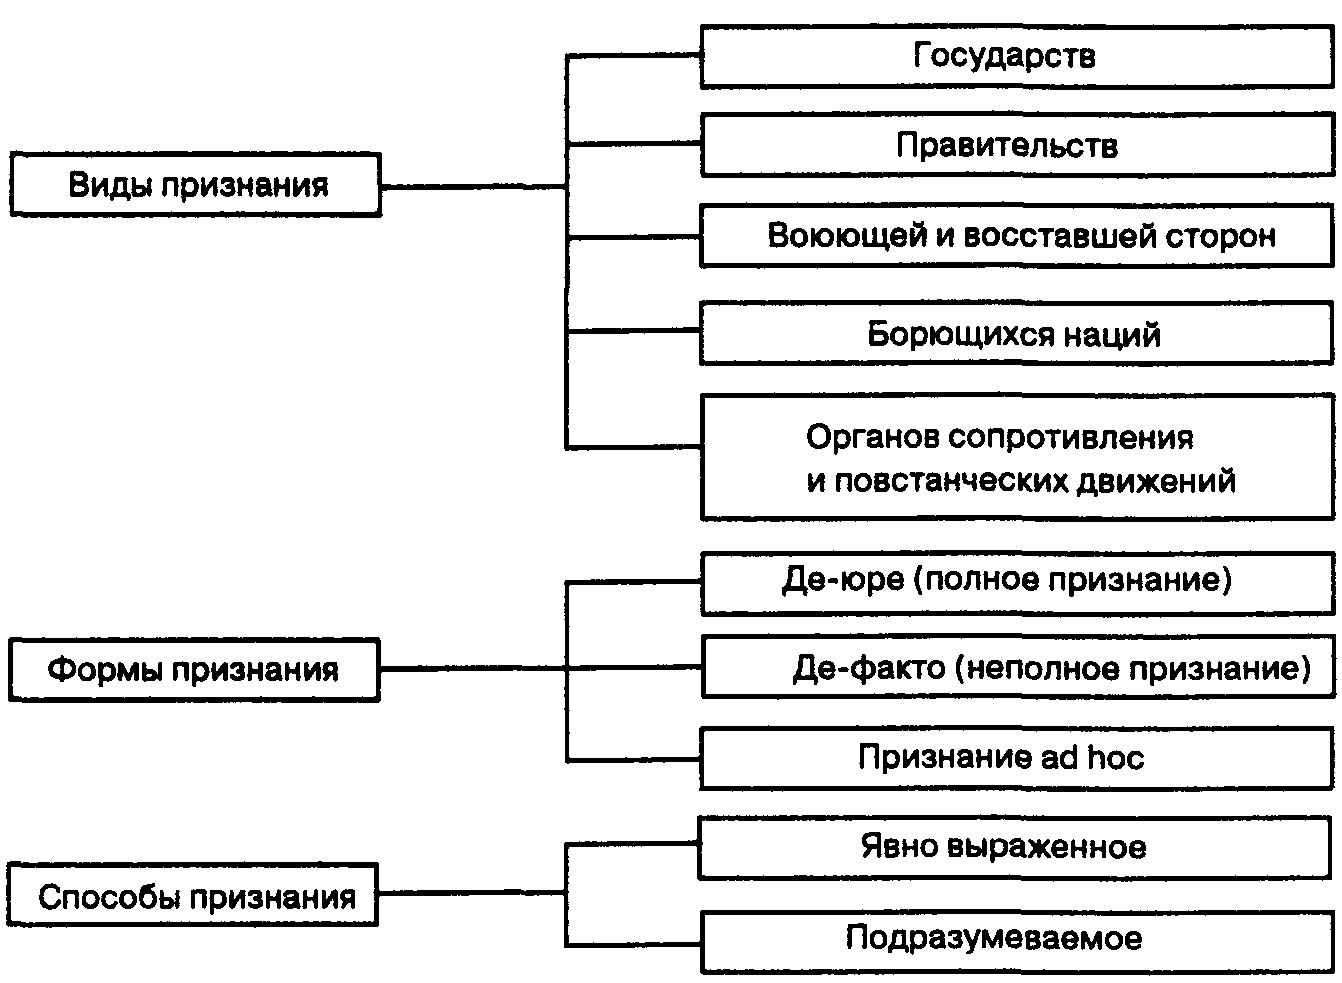 Виды признания
Государств
Правительств
Воюющей и восставшей сторон
Борющихся наций
Органов сопротивления
и повстанческих движений
Формы признания
Де-юре (полное признание)
Де-факто (неполное признание)
Признание ad hoc
Способы признания
Явно выраженное
Подразумеваемое